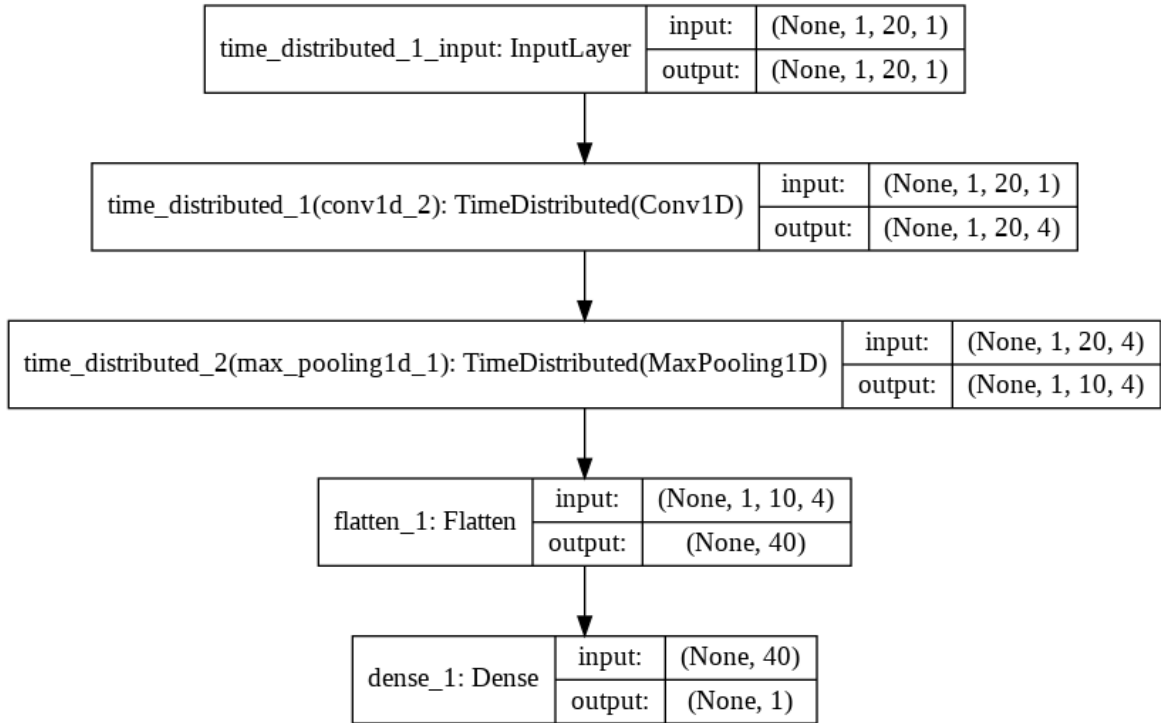 time_distributed_1_input: InputLayer
input:
(None, 1, 20, 1)
output:
(None, 1, 20, 1)
time_distributed_1(conv1d_2): TimeDistributed(Conv1D)
input:
(None, 1, 20, 1)
output:
(None, 1, 20, 4)
time_distributed_2(max_pooling1d_1): TimeDistributed(MaxPooling1D)
input:
(None, 1, 20, 4)
output:
(None, 1, 10, 4)
flatten_1: Flatten
input:
(None, 1, 10, 4)
output:
(None, 40)
dense_1: Dense
input:
(None, 40)
output:
(None, 1)